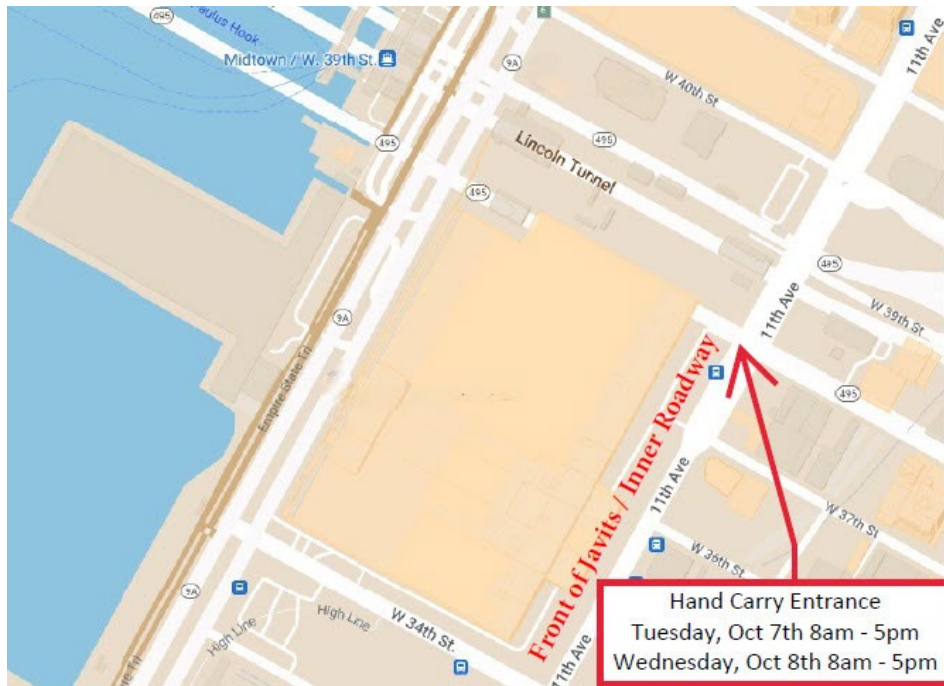 495
Paulus Hook
Midtown / W. 39th St.
9A
11th Ave
W 40th St
495
495
Lincoln Tunnel
495
495
11th Ave
W 39th St
9A
Empire State Trl
495
Front of Javits / Inner Roadway
11th Ave
W 37th St
W 36th St
9A
High Line
High Line
W 34th St.
11th Ave
Hand Carry Entrance
Tuesday, Oct 7th 8am - 5pm
Wednesday, Oct 8th 8am - 5pm